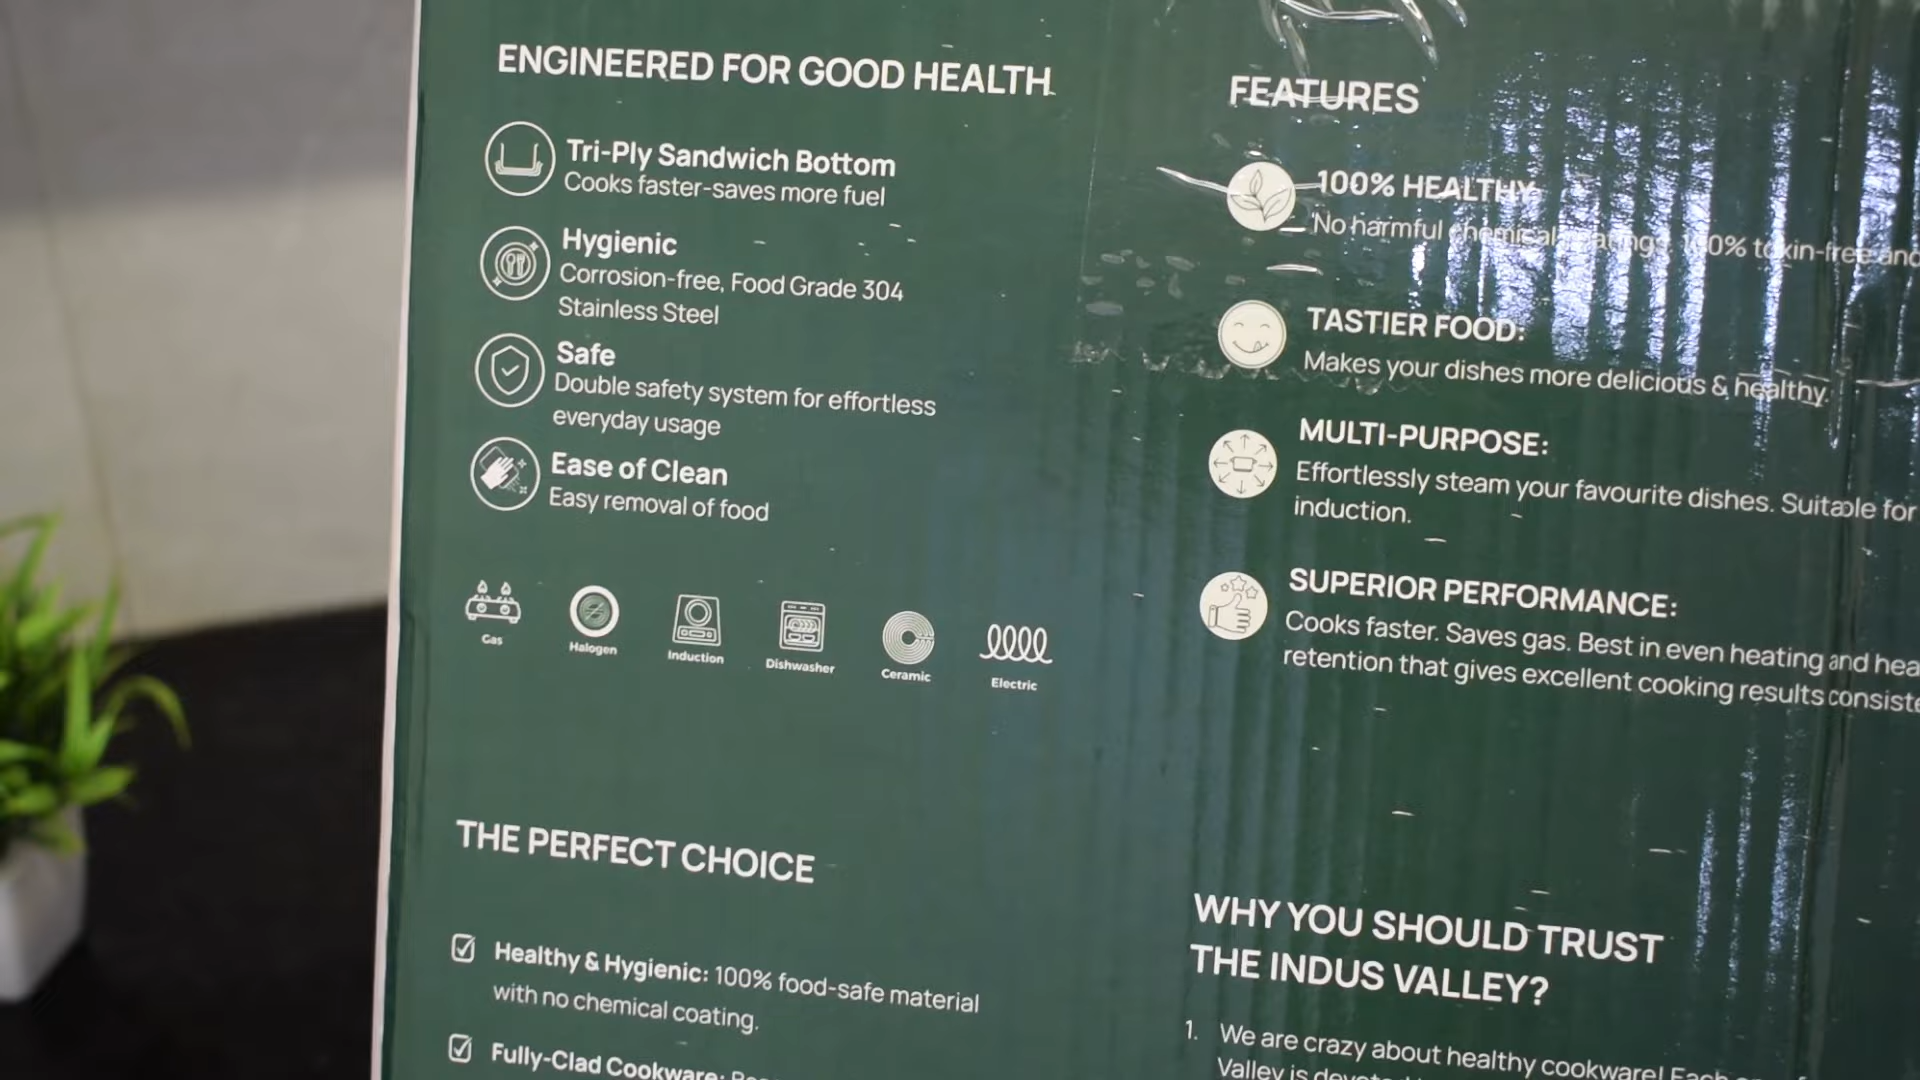 ENGINEERED FOR GOOD HEALTH
Tri-Ply Sandwich Bottom
Cooks faster-saves more fuel
Hygienic
Corrosion-free, Food Grade 304
Stainless Steel
Safe
Double safety system for effortless
everyday usage
Ease of Clean
Easy removal of food
Gas
Halogen
Induction
Dishwasher
Ceramic
Electric
THE PERFECT CHOICE
Healthy & Hygienic: 100% food-safe material
with no chemical coating.
Fully-Clad Cookware:
FEATURES
100% HEALTHY
No harmful chemical coatings. 100% toxin-free and
TASTIER FOOD:
Makes your dishes more delicious & healthy.
MULTI-PURPOSE:
Effortlessly steam your favourite dishes. Suitable for
induction.
SUPERIOR PERFORMANCE:
Cooks faster. Saves gas. Best in even heating and
retention that gives excellent cooking results
WHY YOU SHOULD TRUST
THE INDUS VALLEY?
1. We are crazy about healthy cookware! Each
Valley is